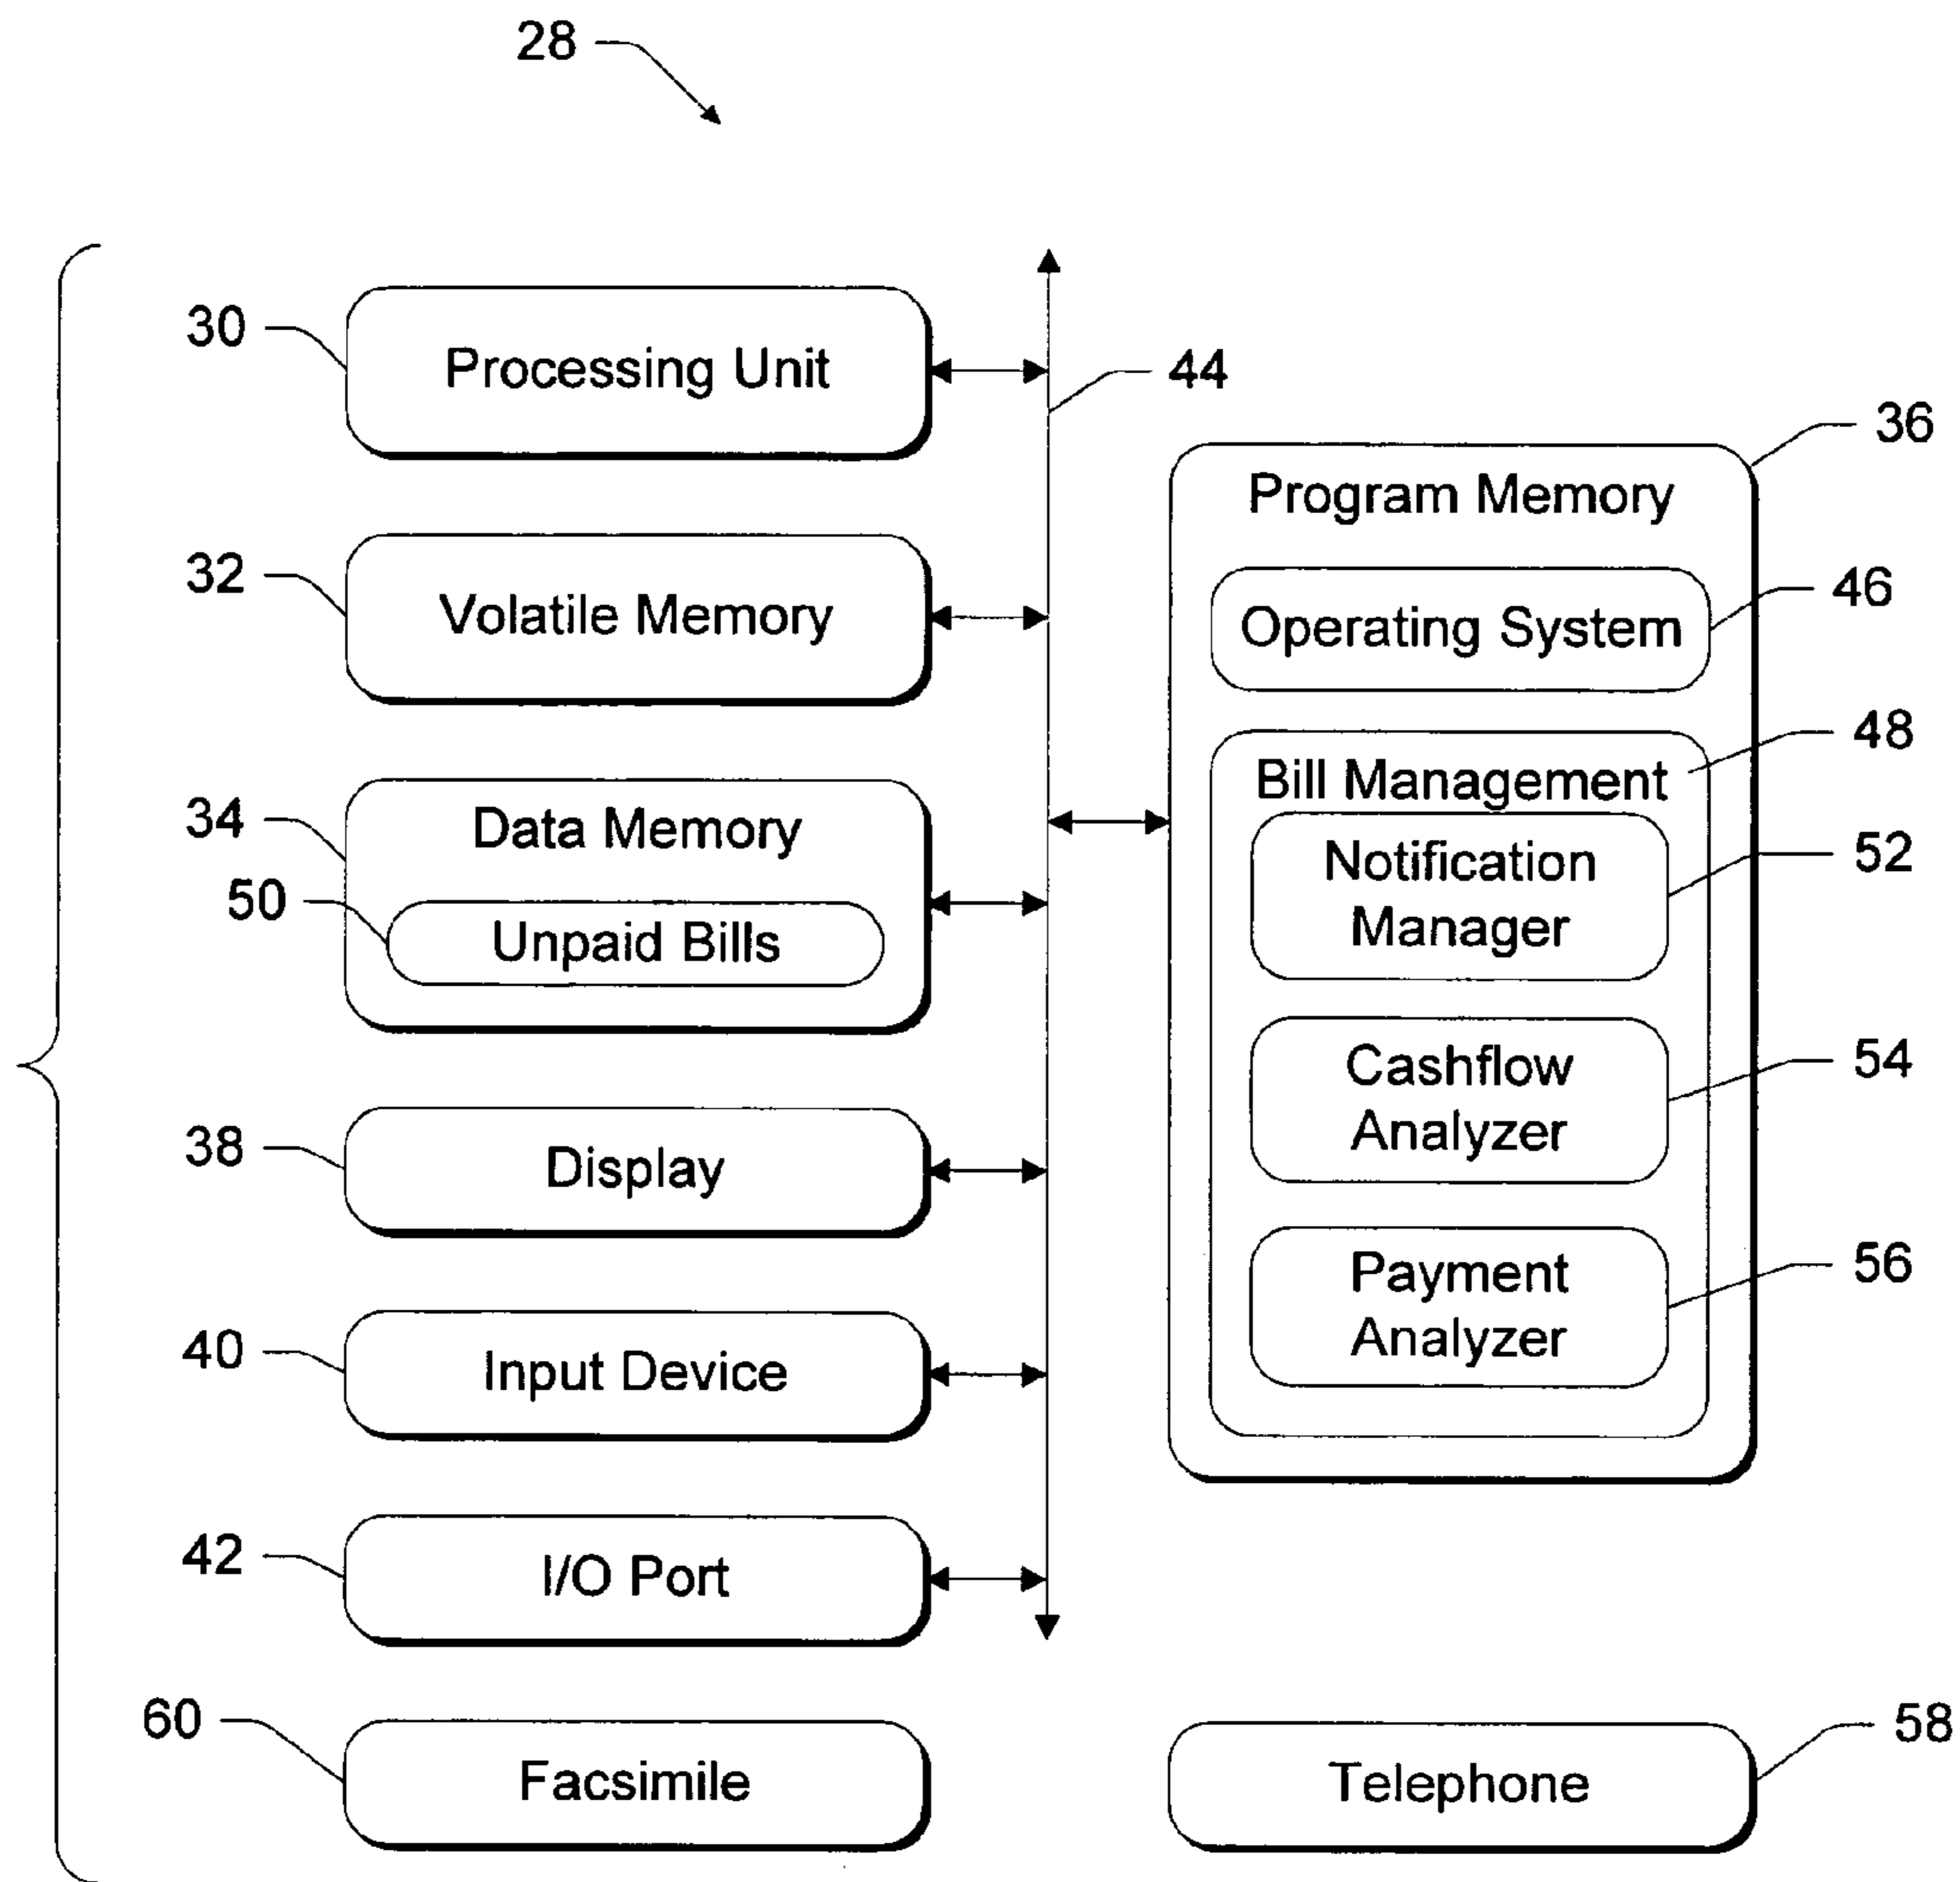 28
30
Processing Unit
44
36
Program Memory
32
Volatile Memory
46
Operating System
48
Bill Management
34
Data Memory
52
Notification
Manager
50
Unpaid Bills
54
Cashflow
Analyzer
38
Display
56
Payment
Analyzer
40
Input Device
42
I/O Port
60
Facsimile
58
Telephone